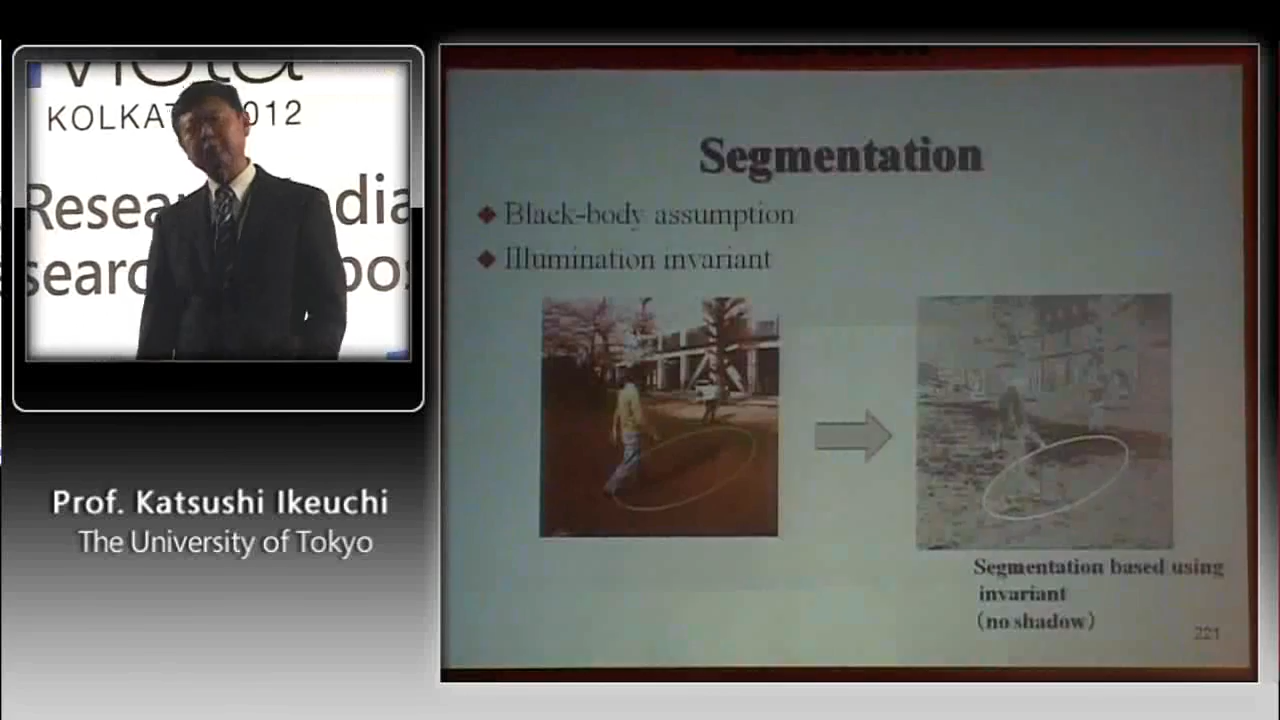 KOLKAT 012
Resea dia
searc pos
Prof. Katsushi Ikeuchi
The University of Tokyo
Segmentation
Black-body assumption
Illumination invariant
Segmentation based using
invariant
(no shadow)
221